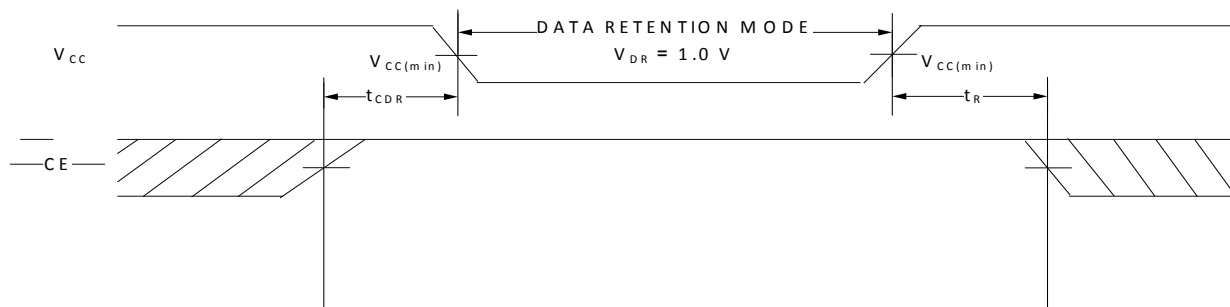 DATA RETENTION MODE
VCC
VCC(min)
VDR = 1.0 V
VCC(min)
tCDR
tR
CE